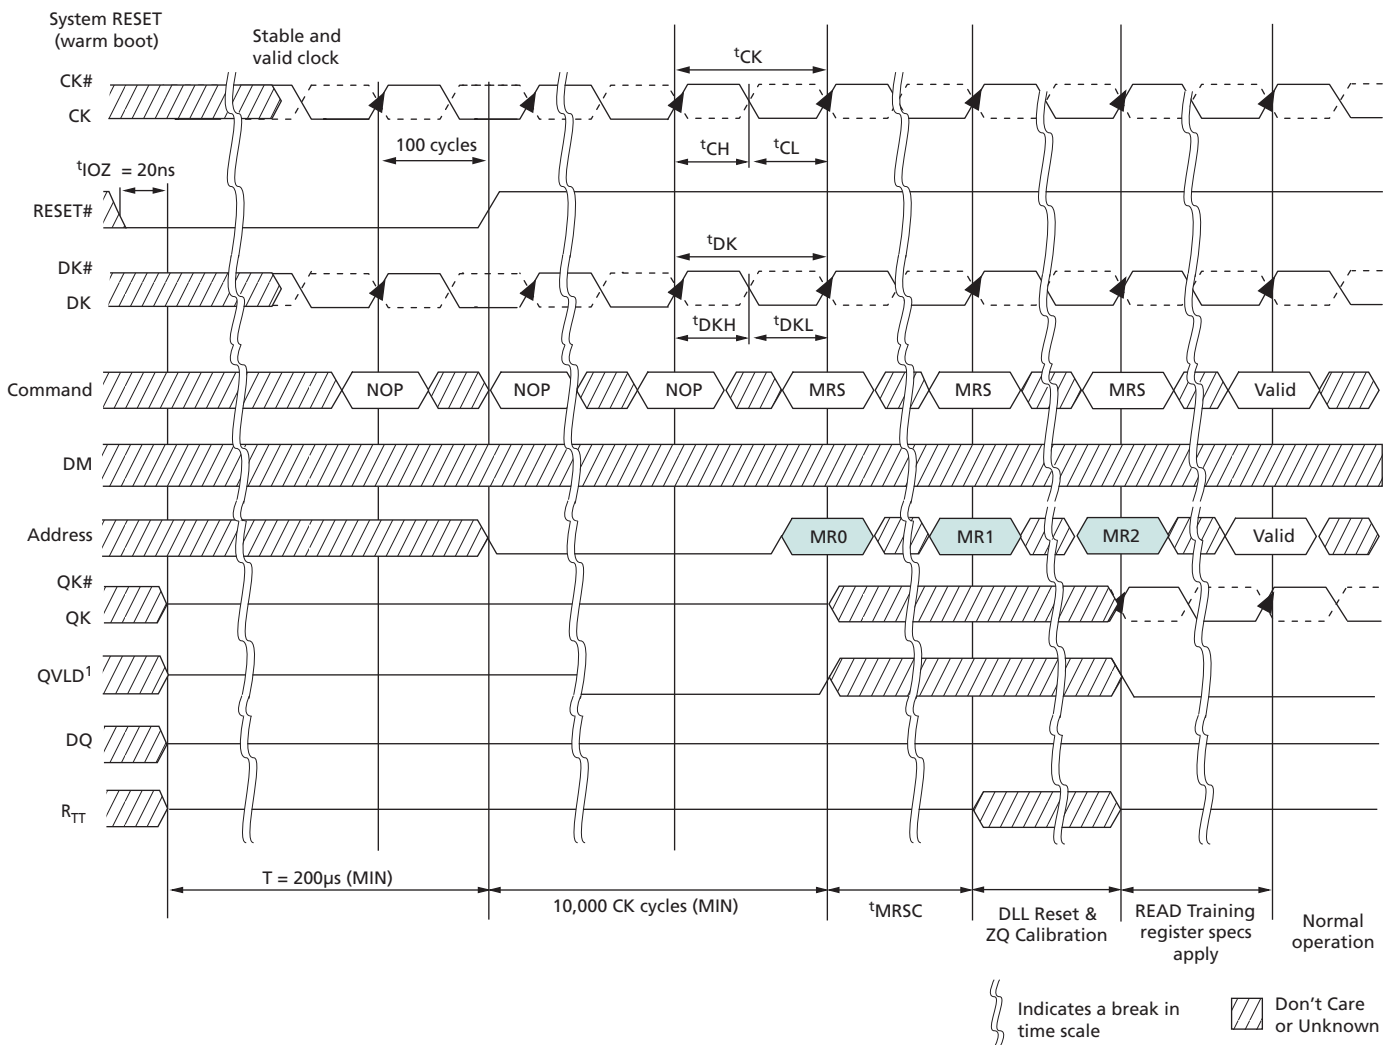 System RESET
(warm boot)
Stable and
valid clock
tCK
CK#
CK
100 cycles
tCH
tCL
tIOZ = 20ns
RESET#
tDK
DK#
DK
tDKH
tDKL
Command
NOP
NOP
NOP
MRS
MRS
MRS
Valid
DM
Address
MR0
MR1
MR2
Valid
QK#
QK
QVLD1
DQ
RTT
T = 200µs (MIN)
10,000 CK cycles (MIN)
tMRSC
DLL Reset &
ZQ Calibration
READ Training
register specs
apply
Normal
operation
Indicates a break in
time scale
Don't Care
or Unknown